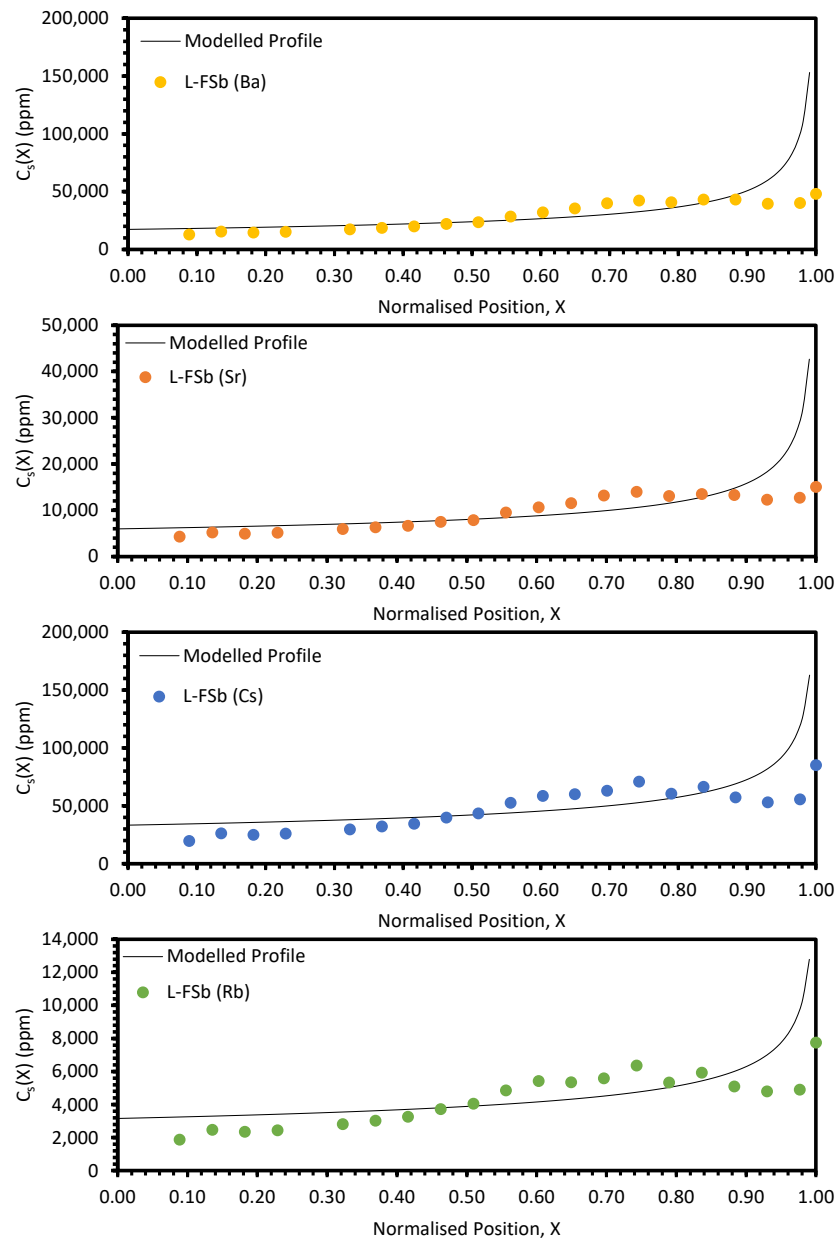 200,000
150,000
100,000
50,000
0
Cs(X) (ppm)
Modelled Profile
L-FSb (Ba)
0.00 0.10 0.20 0.30 0.40 0.50 0.60 0.70 0.80 0.90 1.00
Normalised Position, X
50,000
40,000
30,000
20,000
10,000
0
Cs(X) (ppm)
Modelled Profile
L-FSb (Sr)
0.00 0.10 0.20 0.30 0.40 0.50 0.60 0.70 0.80 0.90 1.00
Normalised Position, X
200,000
150,000
100,000
50,000
0
Cs(X) (ppm)
Modelled Profile
L-FSb (Cs)
0.00 0.10 0.20 0.30 0.40 0.50 0.60 0.70 0.80 0.90 1.00
Normalised Position, X
14,000
12,000
10,000
8,000
6,000
4,000
2,000
0
Cs(X) (ppm)
Modelled Profile
L-FSb (Rb)
0.00 0.10 0.20 0.30 0.40 0.50 0.60 0.70 0.80 0.90 1.00
Normalised Position, X